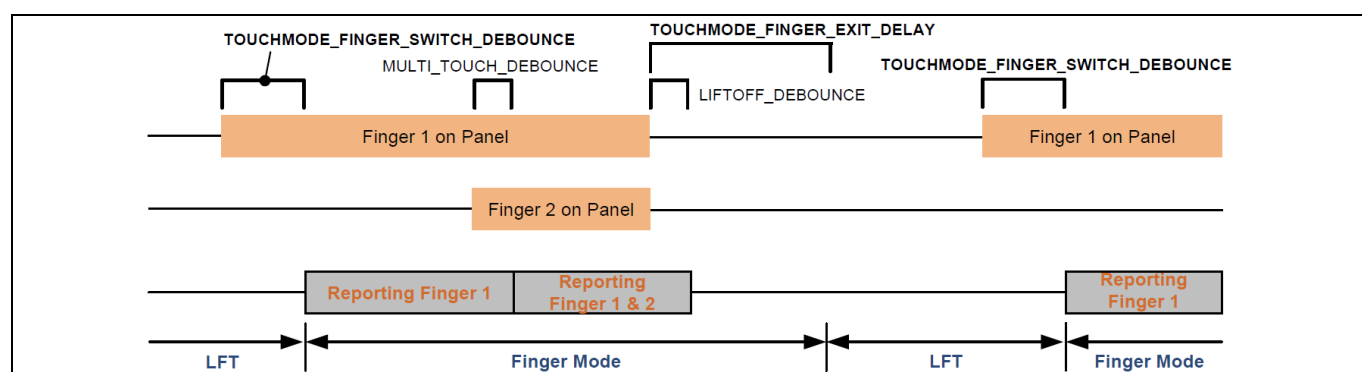 TOUCHMODE_FINGER_EXIT_DELAY
TOUCHMODE_FINGER_SWITCH_DEBOUNCE
MULTI_TOUCH_DEBOUNCE
TOUCHMODE_FINGER_SWITCH_DEBOUNCE
LIFTOFF_DEBOUNCE
Finger 1 on Panel
Finger 1 on Panel
Finger 2 on Panel
Reporting Finger 1
Reporting
Finger 1 & 2
Reporting
Finger 1
LFT
Finger Mode
LFT
Finger Mode